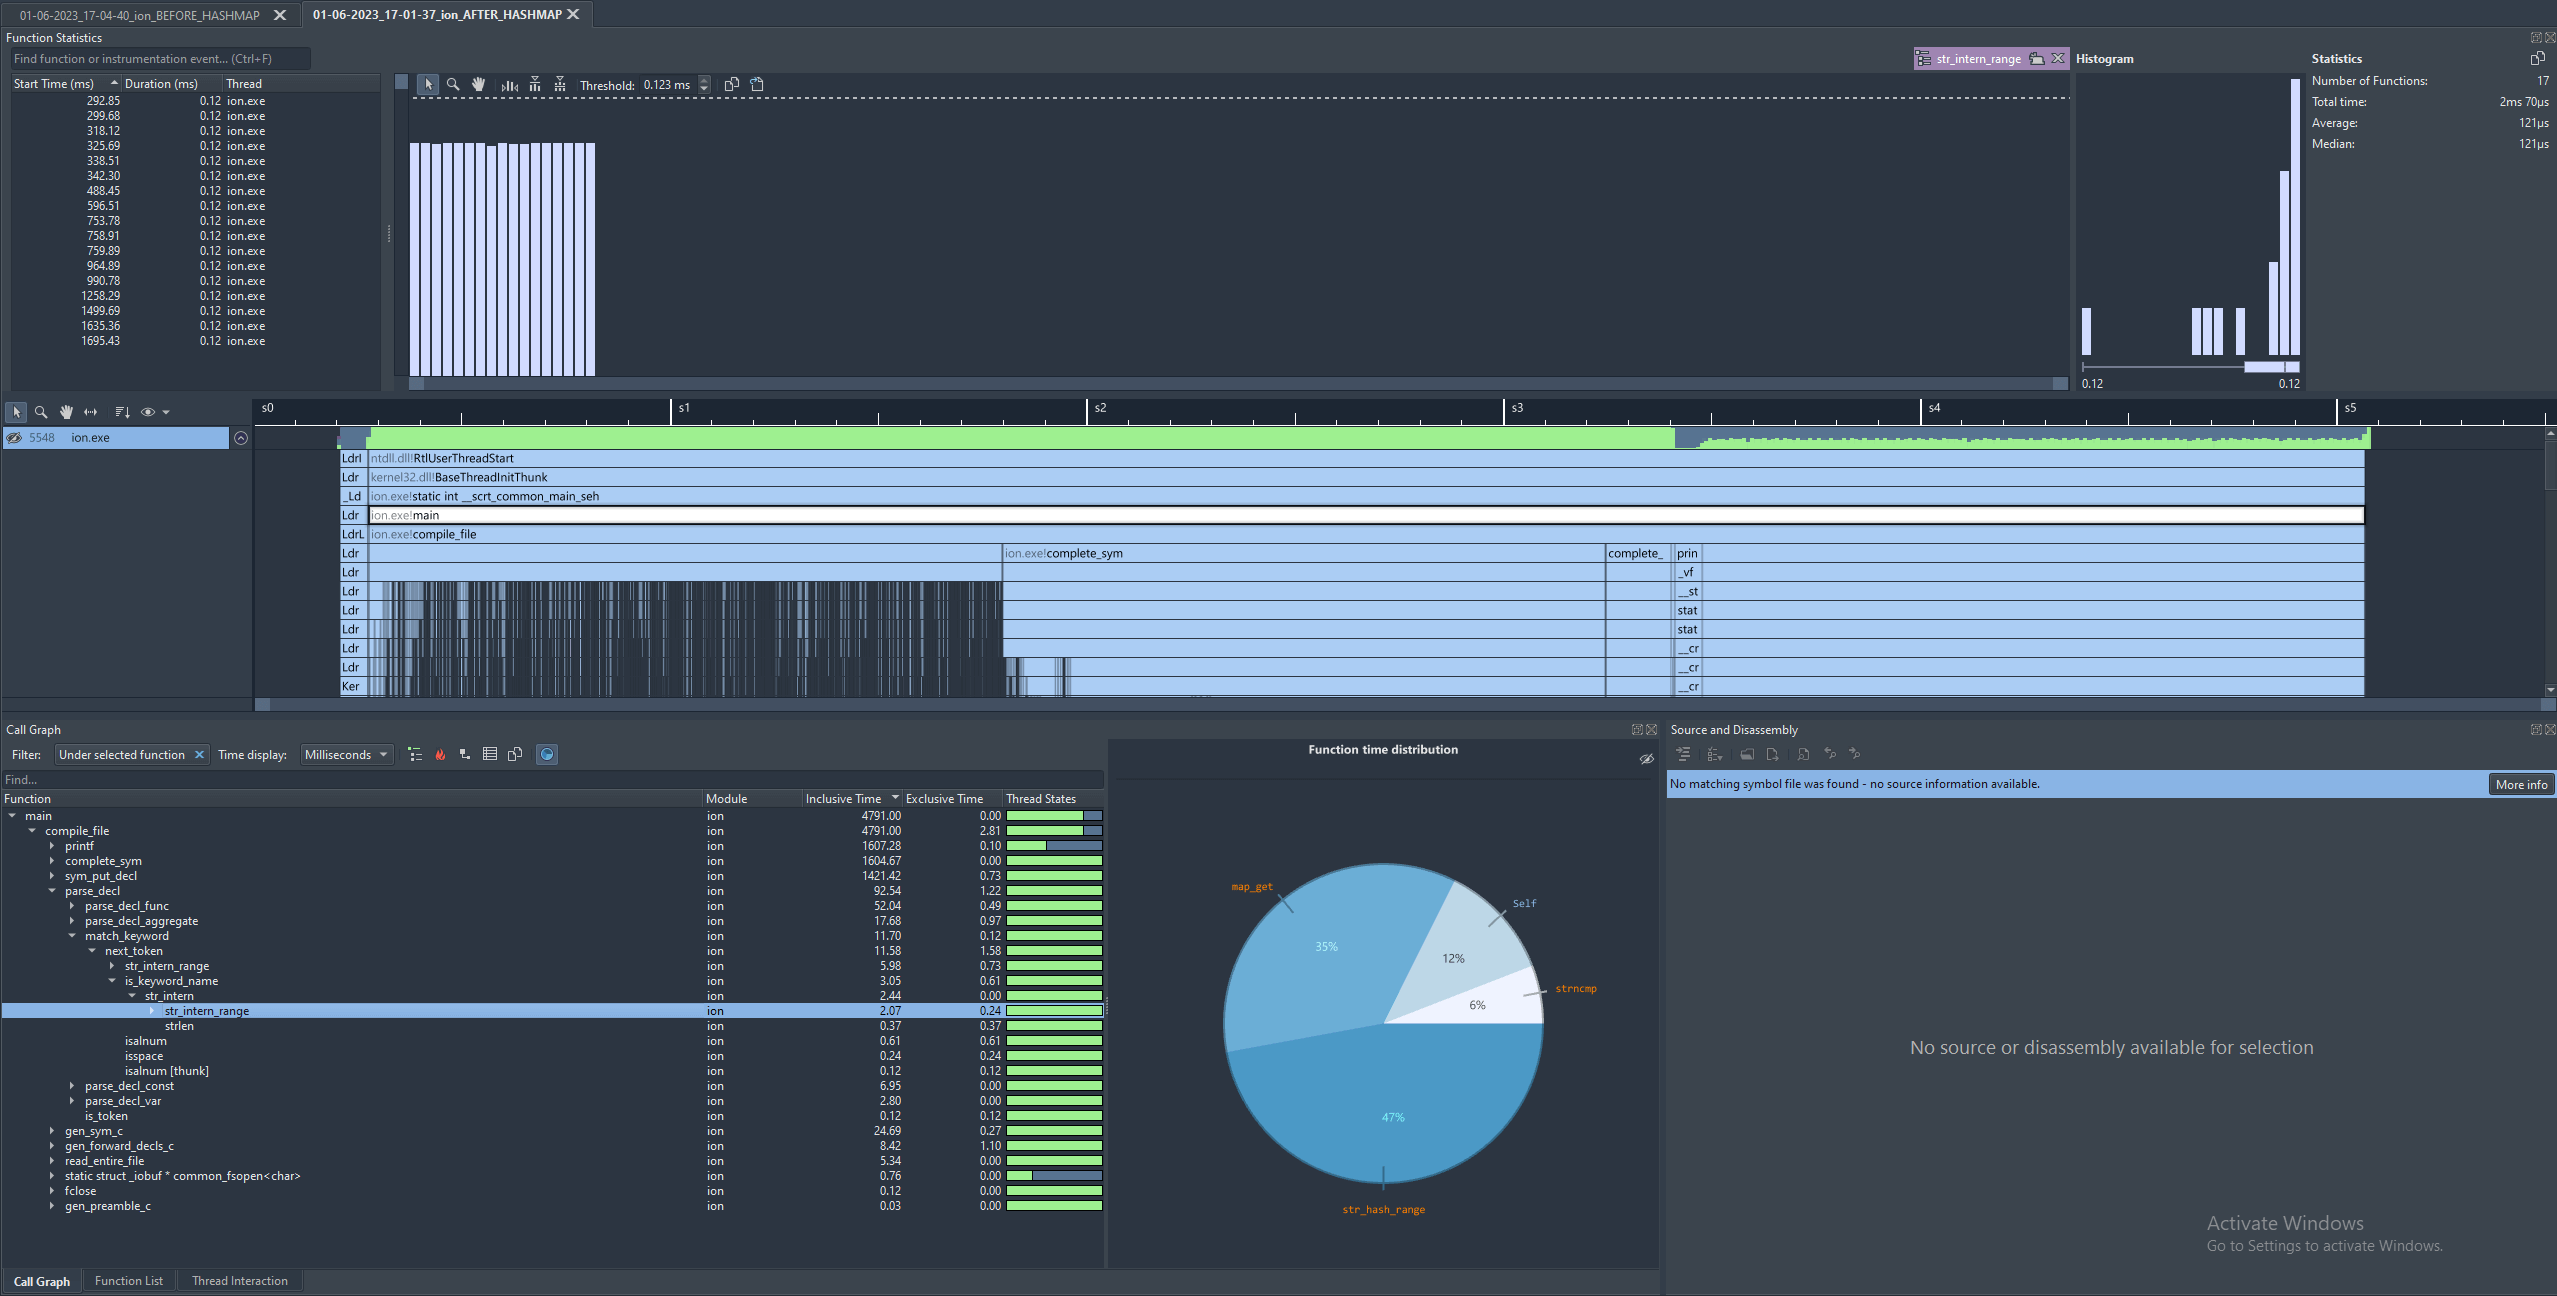 01-06-2023_17-04-40_ion_BEFORE_HASHMAP
01-06-2023_17-01-37_ion_AFTER_HASHMAP
Function Statistics
Find function or instrumentation event... (Ctrl+F)
Start Time (ms) Duration (ms) Thread
292.85 0.12 ion.exe
299.68 0.12 ion.exe
318.12 0.12 ion.exe
325.69 0.12 ion.exe
338.51 0.12 ion.exe
342.30 0.12 ion.exe
488.45 0.12 ion.exe
596.51 0.12 ion.exe
753.78 0.12 ion.exe
758.91 0.12 ion.exe
759.89 0.12 ion.exe
964.89 0.12 ion.exe
990.78 0.12 ion.exe
1258.29 0.12 ion.exe
1499.69 0.12 ion.exe
1635.36 0.12 ion.exe
1695.43 0.12 ion.exe
Threshold: 0.123 ms
str_intern_range
Histogram
0.12 0.12
Statistics
Number of Functions: 17
Total time: 2ms 70µs
Average: 121µs
Median: 121µs
s0 s1 s2 s3 s4 s5
5548 ion.exe
Ldrl ntdll.dll!RtlUserThreadStart
Ldr kernel32.dll!BaseThreadInitThunk
_Ld ion.exe!static int __scrt_common_main_seh
Ldr ion.exe!main
LdrL ion.exe!compile_file
Ldr ion.exe!complete_sym complete_ prin
Ldr _vf
Ldr __st
Ldr stat
Ldr stat
Ldr __cr
Ldr __cr
Ker __cr
Call Graph
Filter: Under selected function Time display: Milliseconds
Find...
Function Module Inclusive Time Exclusive Time Thread States
main ion 4791.00 0.00
compile_file ion 4791.00 2.81
printf ion 1607.28 0.10
complete_sym ion 1604.67 0.00
sym_put_decl ion 1421.42 0.73
parse_decl ion 92.54 1.22
parse_decl_func ion 52.04 0.49
parse_decl_aggregate ion 17.68 0.97
match_keyword ion 11.70 0.12
next_token ion 11.58 1.58
str_intern_range ion 5.98 0.73
is_keyword_name ion 3.05 0.61
str_intern ion 2.44 0.00
str_intern_range ion 2.07 0.24
strlen ion 0.37 0.37
isalnum ion 0.61 0.61
isspace ion 0.24 0.24
isalnum [thunk] ion 0.12 0.12
parse_decl_const ion 6.95 0.00
parse_decl_var ion 2.80 0.00
is_token ion 0.12 0.12
gen_sym_c ion 24.69 0.27
gen_forward_decls_c ion 8.42 1.10
read_entire_file ion 5.34 0.00
static struct _iobuf * common_fsopen<char> ion 0.76 0.00
fclose ion 0.12 0.00
gen_preamble_c ion 0.03 0.00
Call Graph Function List Thread Interaction
Function time distribution
map_get
Self
35%
12%
strncmp
6%
47%
str_hash_range
Source and Disassembly
No matching symbol file was found - no source information available. More info
No source or disassembly available for selection
Activate Windows
Go to Settings to activate Windows.